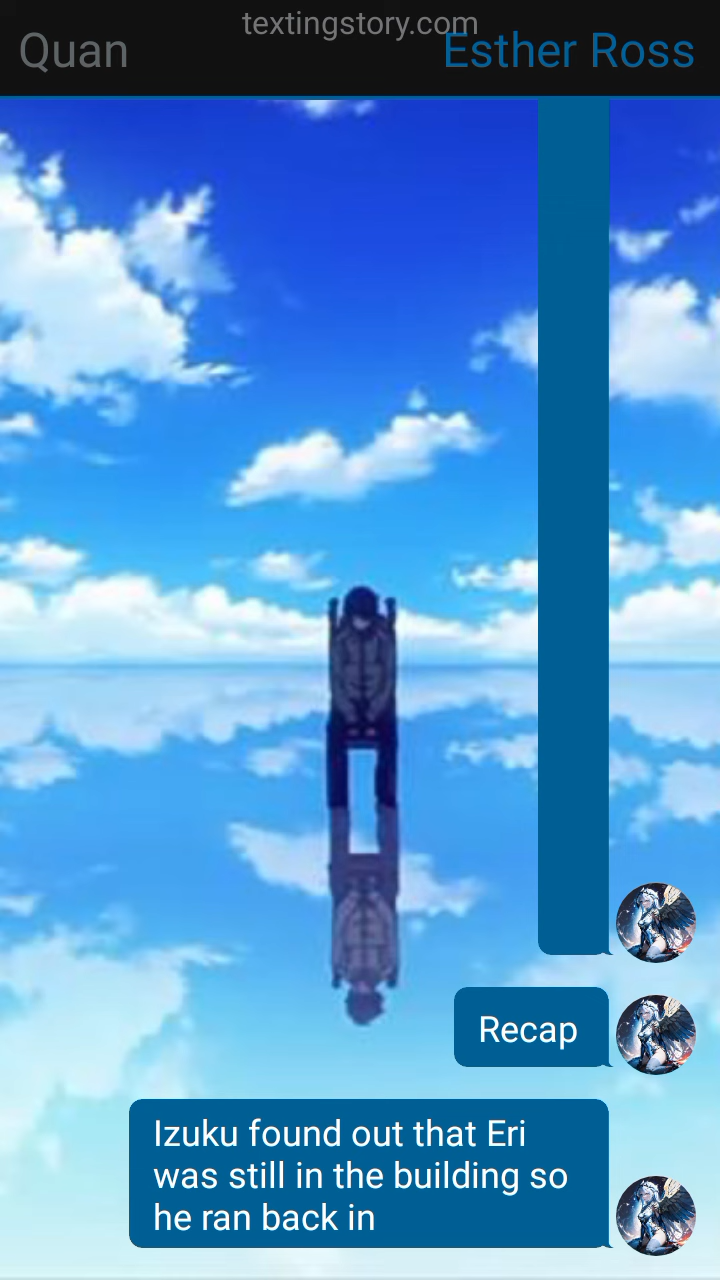 textingstory.com
Quan
Esther Ross
Recap
Izuku found out that Eri
was still in the building so
he ran back in